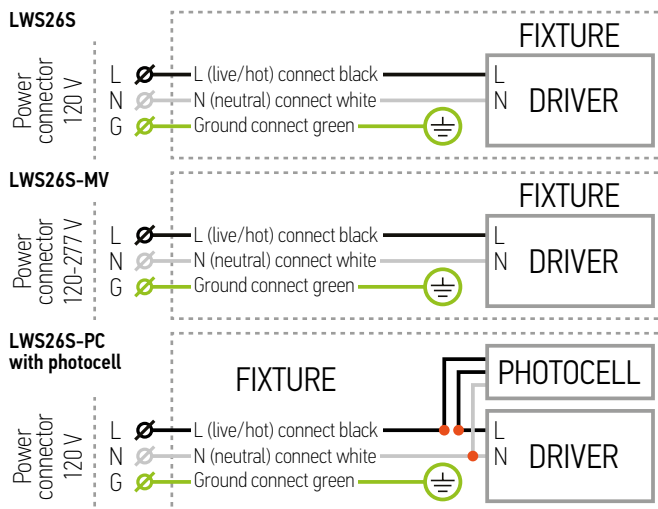 LWS26S
FIXTURE
Power
connector
120 V
L
L (live/hot) connect black
L
N
N (neutral) connect white
N
DRIVER
G
Ground connect green
LWS26S-MV
FIXTURE
Power
connector
120-277 V
L
L (live/hot) connect black
L
N
N (neutral) connect white
N
DRIVER
G
Ground connect green
LWS26S-PC
with photocell
FIXTURE
PHOTOCELL
Power
connector
120 V
L
L (live/hot) connect black
L
N
N (neutral) connect white
N
DRIVER
G
Ground connect green